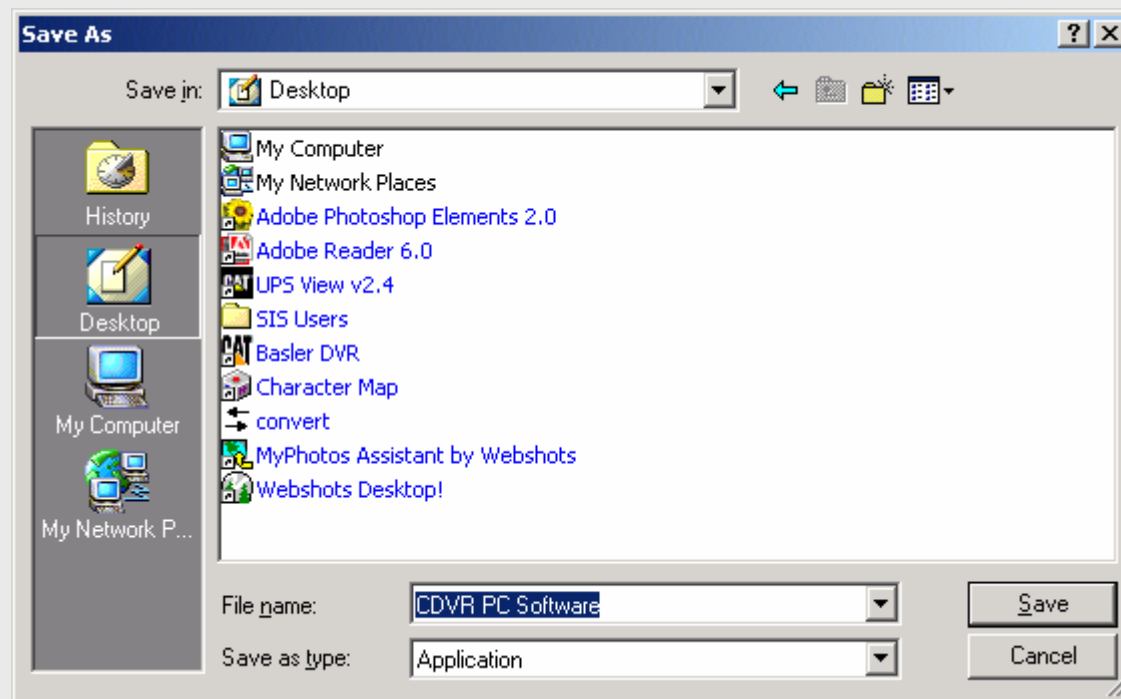 Save As
Save in: Desktop
History
Desktop
My Computer
My Network P...
My Computer
My Network Places
Adobe Photoshop Elements 2.0
Adobe Reader 6.0
UPS View v2.4
SIS Users
Basler DVR
Character Map
convert
MyPhotos Assistant by Webshots
Webshots Desktop!
File name: CDVR PC Software Save
Save as type: Application Cancel